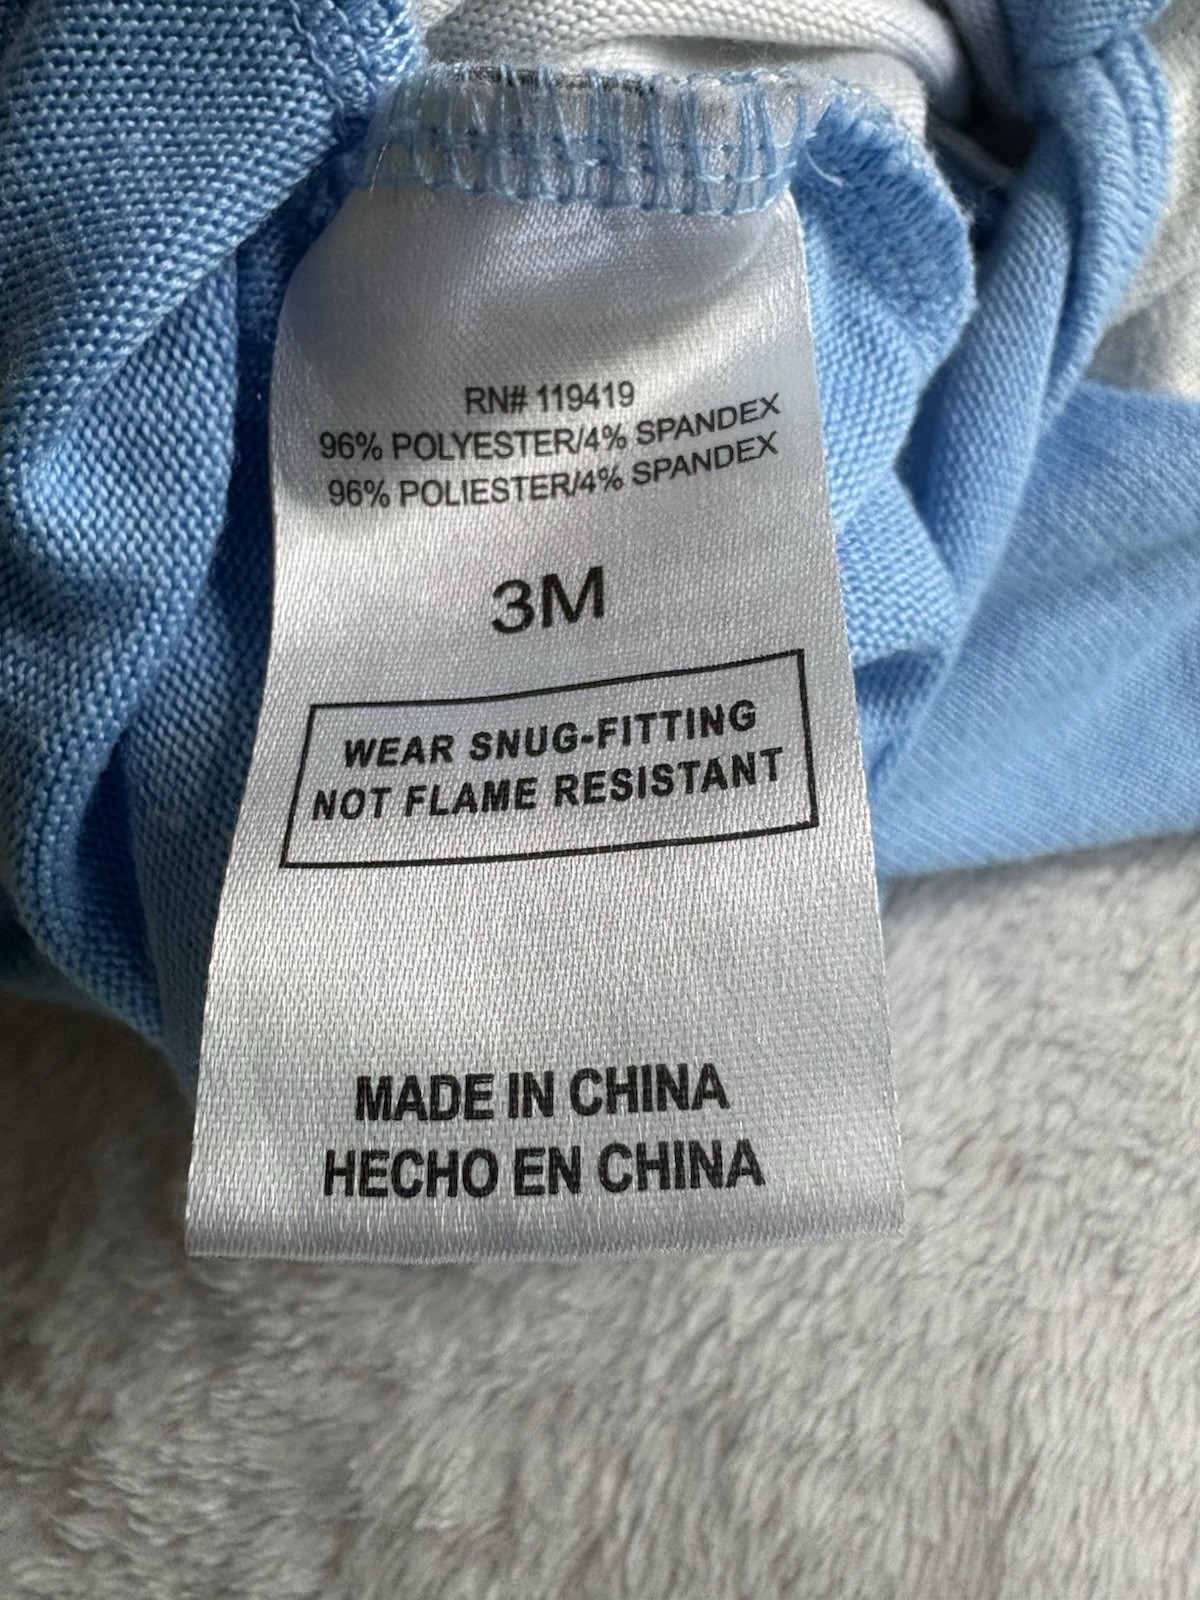 RN# 119419
96% POLYESTER/4% SPANDEX
96% POLIESTER/4% SPANDEX
3M
WEAR SNUG-FITTING
NOT FLAME RESISTANT
MADE IN CHINA
HECHO EN CHINA